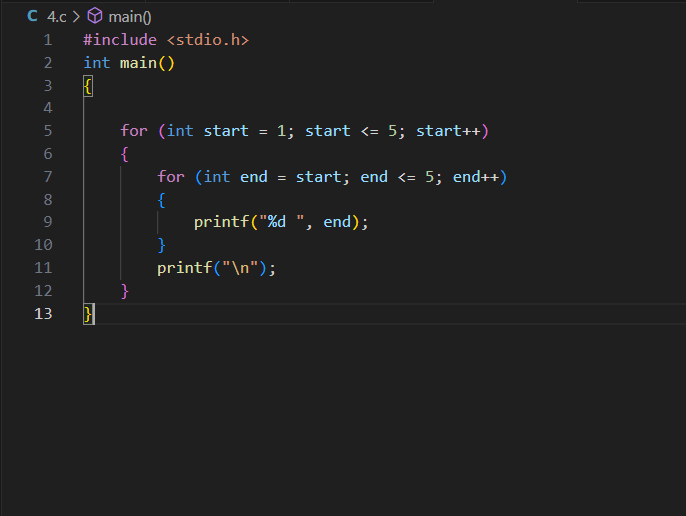 C 4.c > main()
1 #include <stdio.h>
2 int main()
3 {
4
5     for (int start = 1; start <= 5; start++)
6     {
7         for (int end = start; end <= 5; end++)
8         {
9             printf("%d ", end);
10         }
11         printf("\n");
12     }
13 }